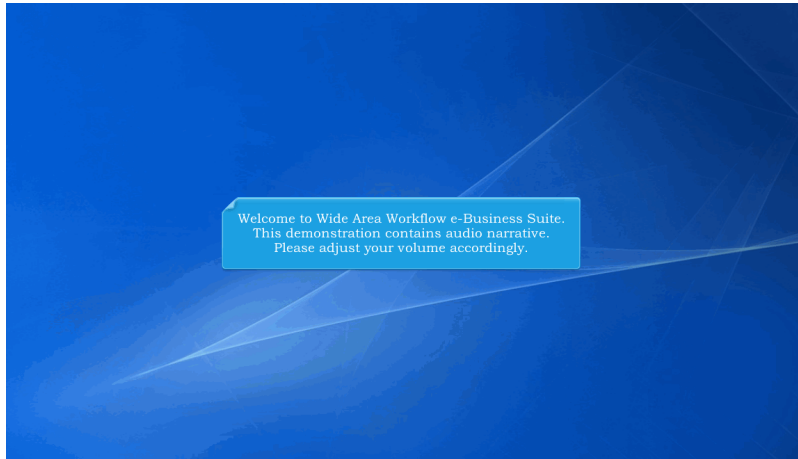 Welcome to Wide Area Workflow e-Business Suite.
This demonstration contains audio narrative.
Please adjust your volume accordingly.